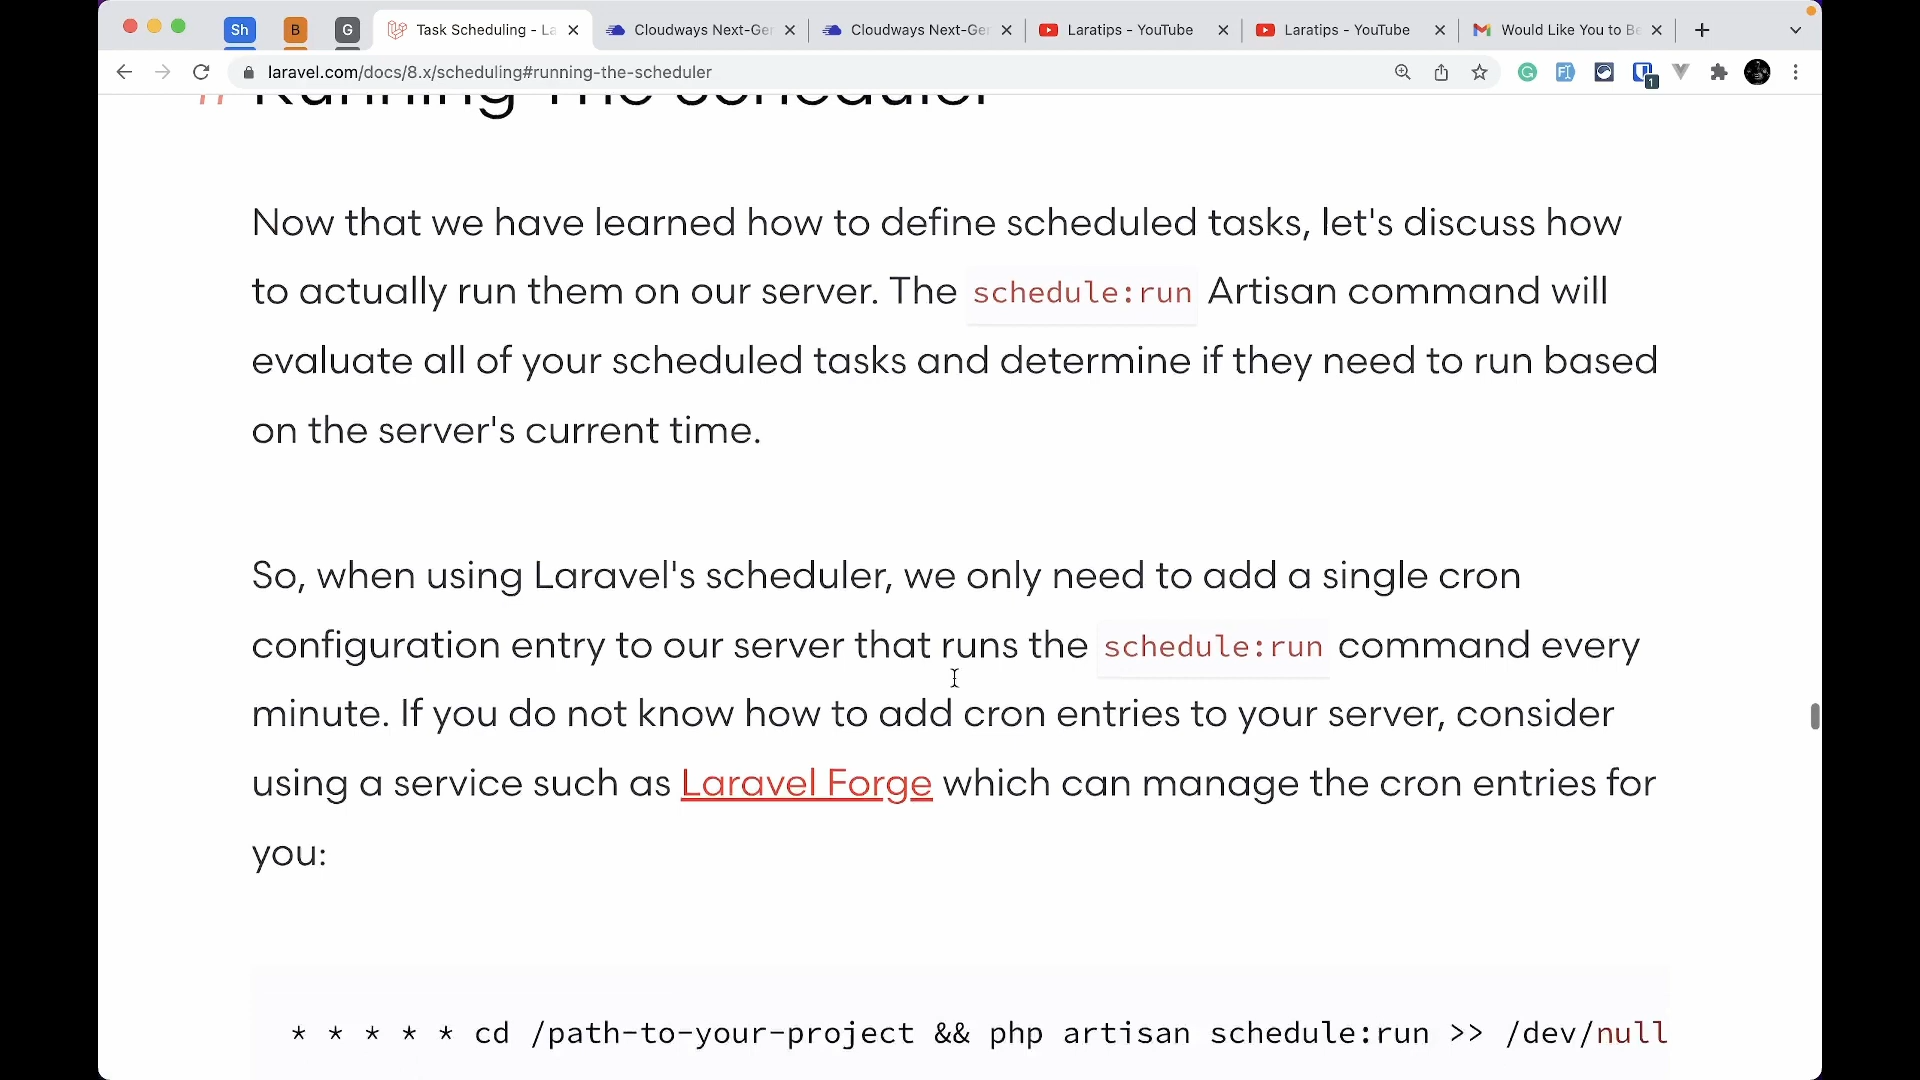 Sh
B
G
Task Scheduling - La
Cloudways Next-Ger
Cloudways Next-Ger
Laratips - YouTube
Laratips - YouTube
Would Like You to Be
laravel.com/docs/8.x/scheduling#running-the-scheduler
1
# Running The Scheduler
Now that we have learned how to define scheduled tasks, let's discuss how
to actually run them on our server. The schedule:run Artisan command will
evaluate all of your scheduled tasks and determine if they need to run based
on the server's current time.
So, when using Laravel's scheduler, we only need to add a single cron
configuration entry to our server that runs the schedule:run command every
minute. If you do not know how to add cron entries to your server, consider
using a service such as Laravel Forge which can manage the cron entries for
you:
* * * * * cd /path-to-your-project && php artisan schedule:run >> /dev/null